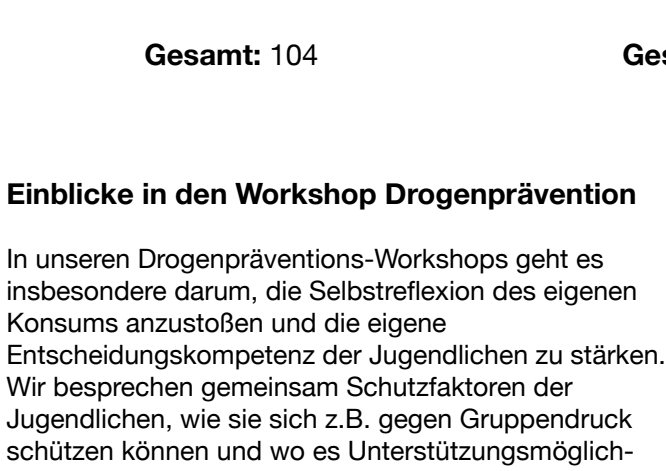 Gesamt: 104 Ges
Einblicke in den Workshop Drogenprävention
In unseren Drogenpräventions-Workshops geht es
insbesondere darum, die Selbstreflexion des eigenen
Konsums anzustoßen und die eigene
Entscheidungskompetenz der Jugendlichen zu stärken.
Wir besprechen gemeinsam Schutzfaktoren der
Jugendlichen, wie sie sich z.B. gegen Gruppendruck
schützen können und wo es Unterstützungsmöglich-